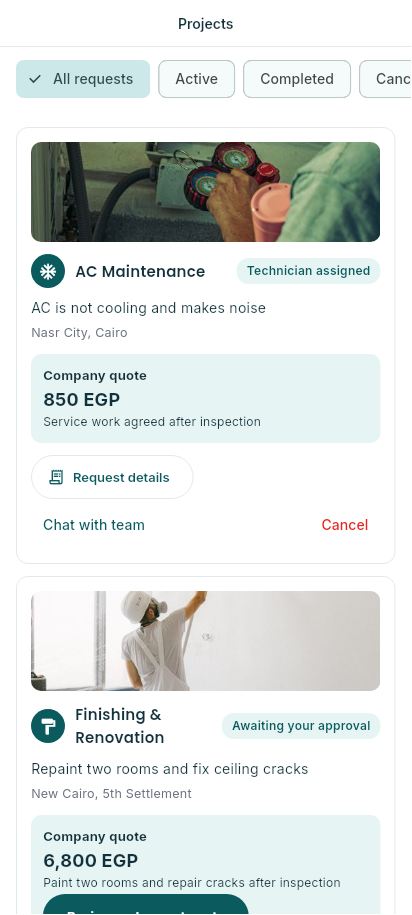 Projects
All requests
Active
Completed
Canc
AC Maintenance
Technician assigned
AC is not cooling and makes noise
Nasr City, Cairo
Company quote
850 EGP
Service work agreed after inspection
Request details
Chat with team
Cancel
Finishing &
Renovation
Awaiting your approval
Repaint two rooms and fix ceiling cracks
New Cairo, 5th Settlement
Company quote
6,800 EGP
Paint two rooms and repair cracks after inspection